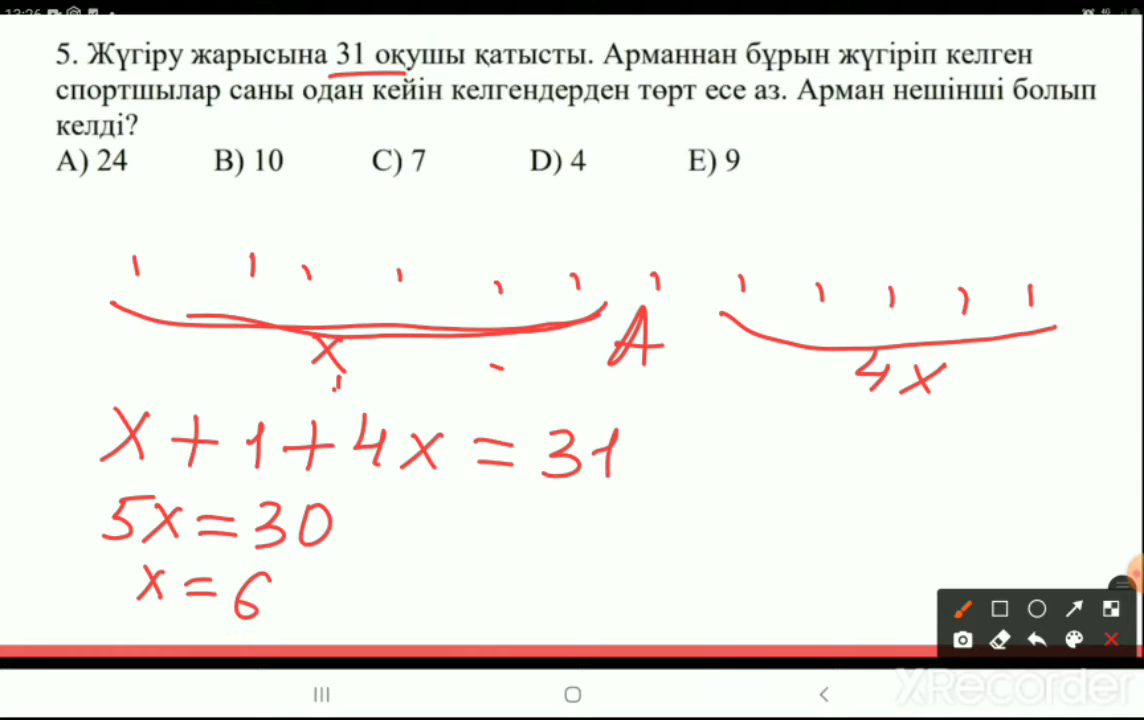 5. Жүгіру жарысына 31 оқушы қатысты. Арманнан бұрын жүгіріп келген
спортшылар саны одан кейін келгендерден төрт есе аз. Арман нешінші болып
келді?
A) 24 B) 10 C) 7 D) 4 E) 9
x A 4x
x + 1 + 4x = 31
5x = 30
x = 6
XRecorder